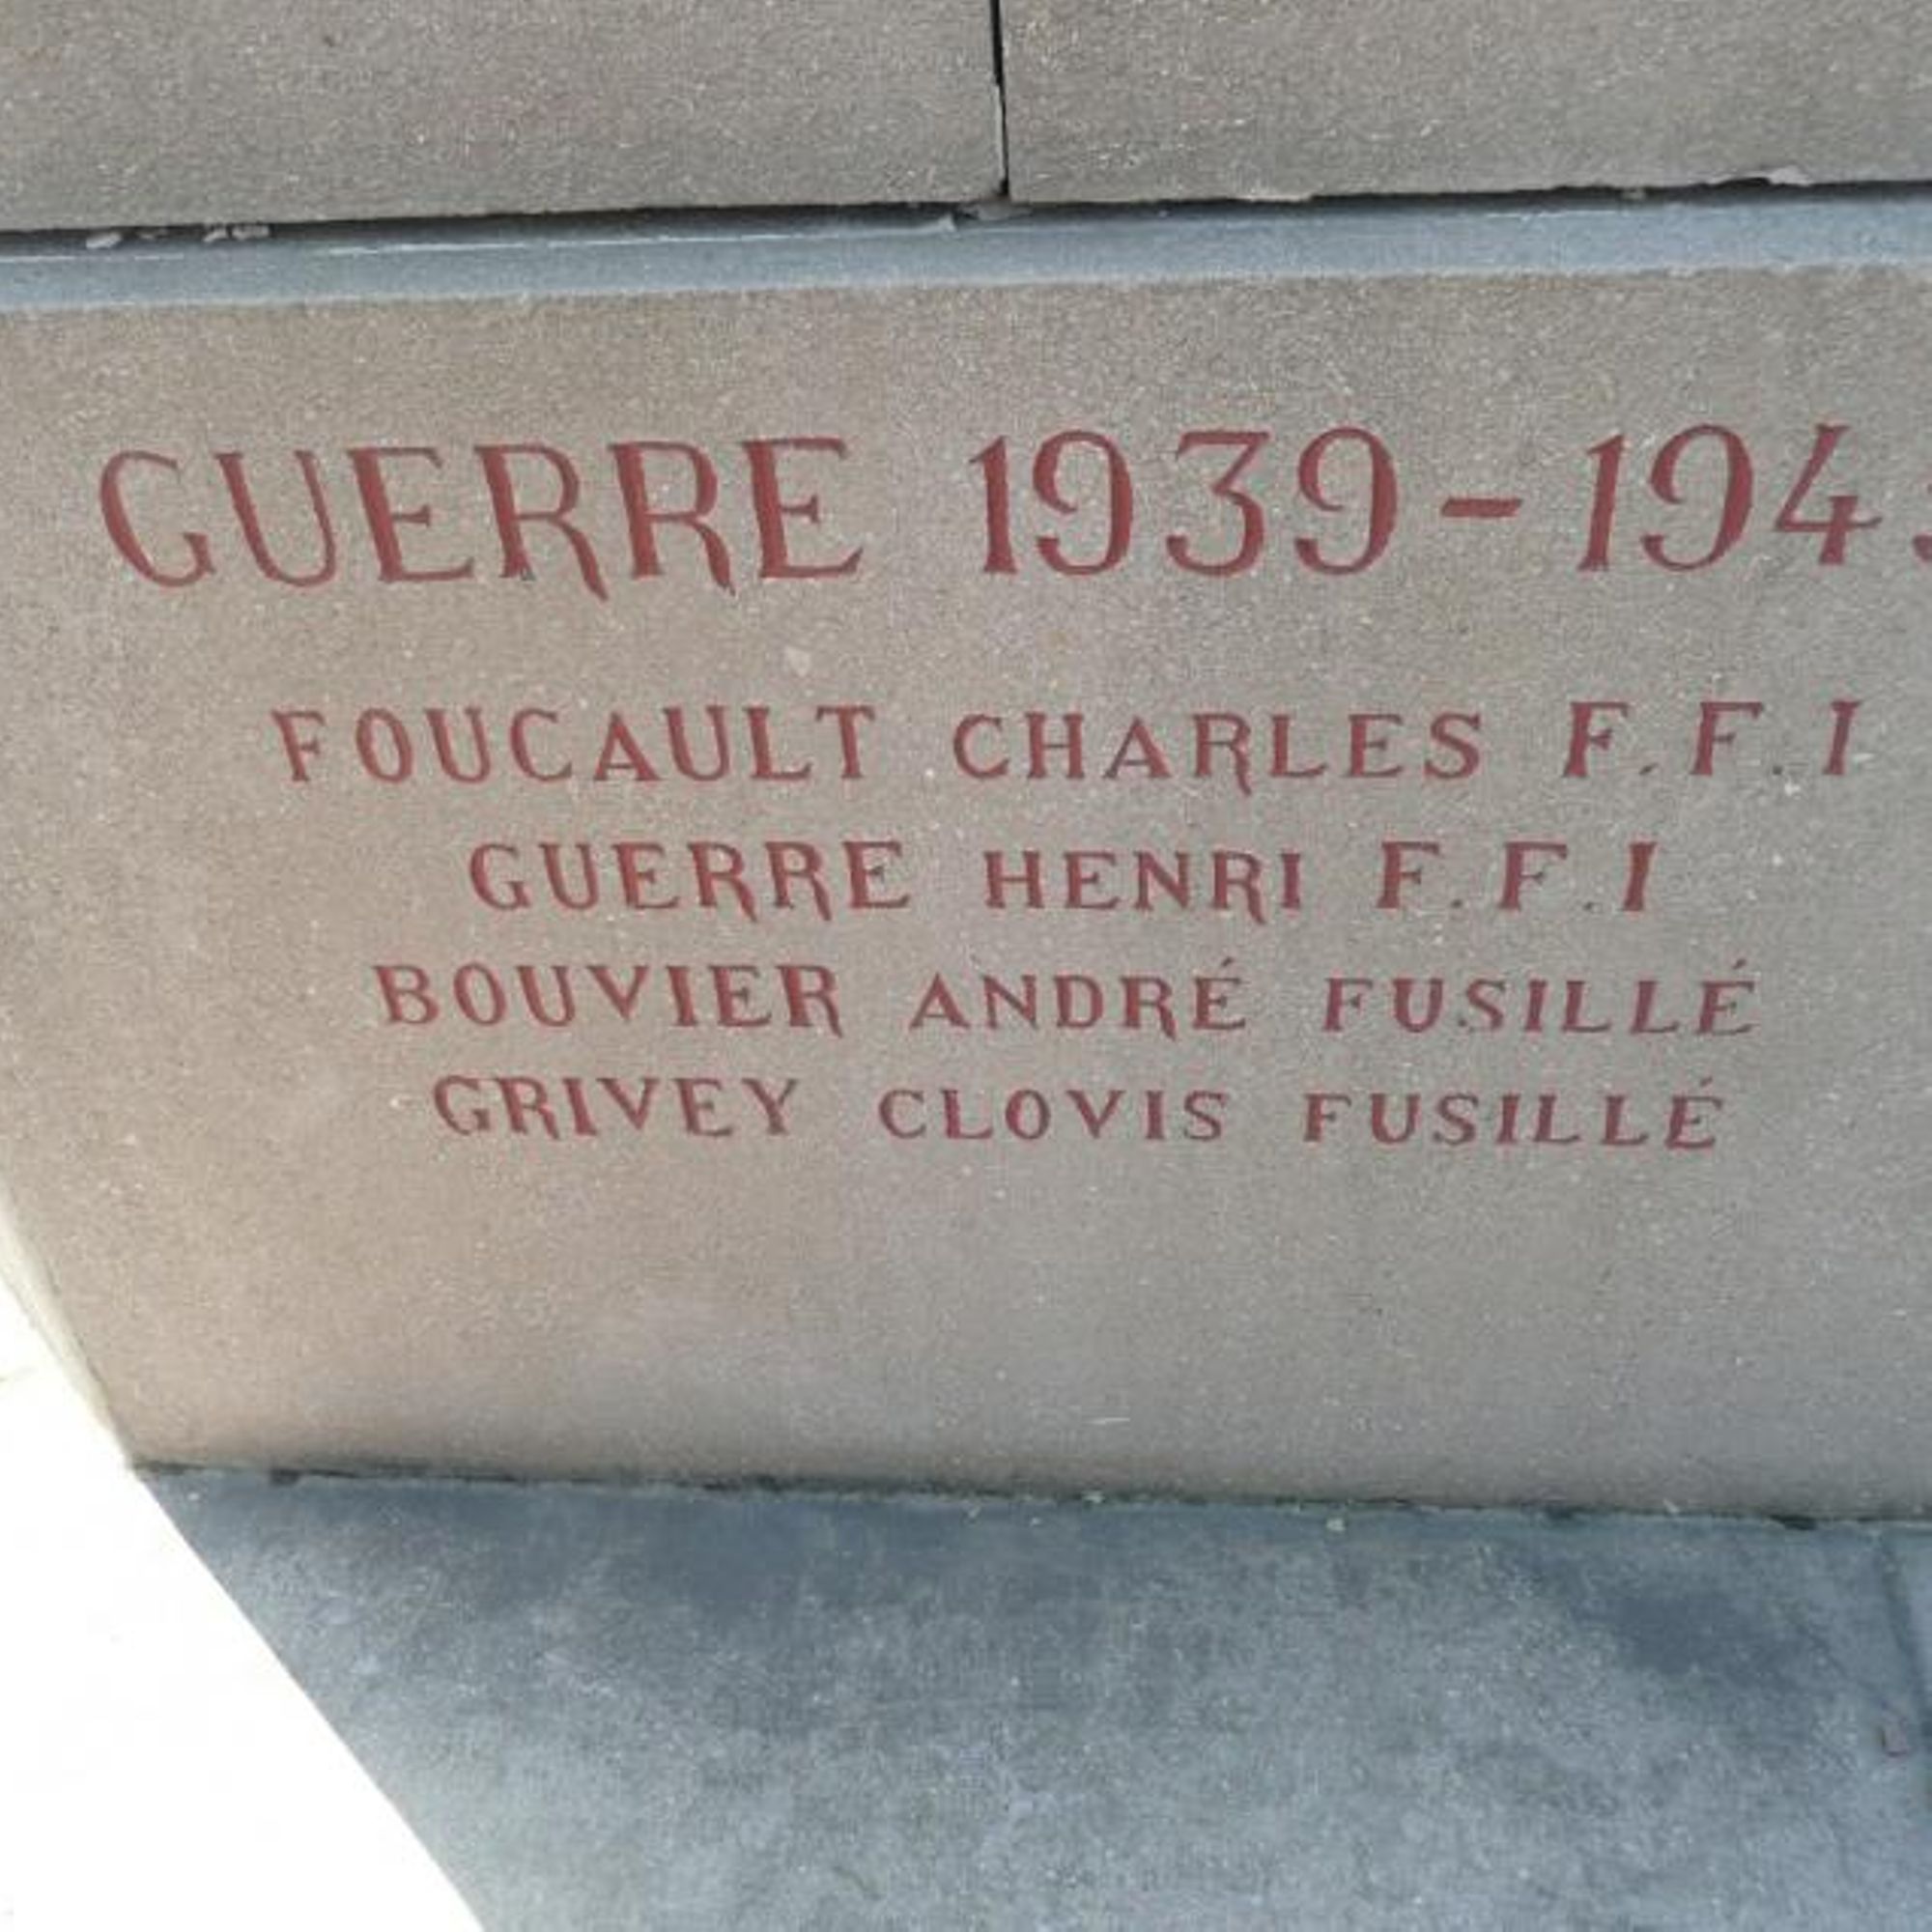 GUERRE 1939-194
FOUCAULT CHARLES F.F.I
GUERRE HENRI F.F.I
BOUVIER ANDRÉ FUSILLÉ
GRIVEY CLOVIS FUSILLÉ